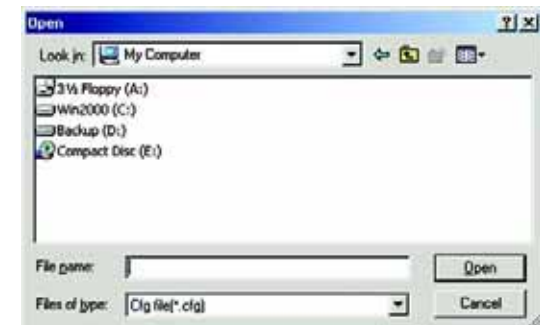 Open
Look in: My Computer
3½ Floppy (A:)
Win2000 (C:)
Backup (D:)
Compact Disc (E:)
File name: Open
Files of type: Cfg file(*.cfg) Cancel